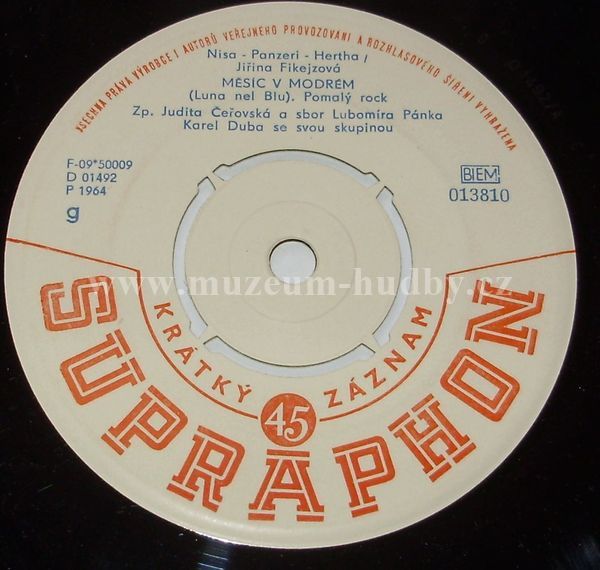 VŠECHNA PRÁVA VÝROBCE I AUTORŮ VEŘEJNÉHO PROVOZOVÁNÍ A ROZHLASOVÉHO ŠÍŘENÍ VYHRAŽENA
Nisa - Panzeri - Hertha /
Jiřina Fikejzová
MĚSÍC V MODRÉM
(Luna nel Blu). Pomalý rock
Zp. Judita Čeřovská a sbor Lubomíra Pánka
Karel Duba se svou skupinou
F-09*50009
D 01492
P 1964
g
BIEM
013810
www.muzeum-hudby.cz
KRÁTKÝ 45 ZÁZNAM
SUPRAPHON